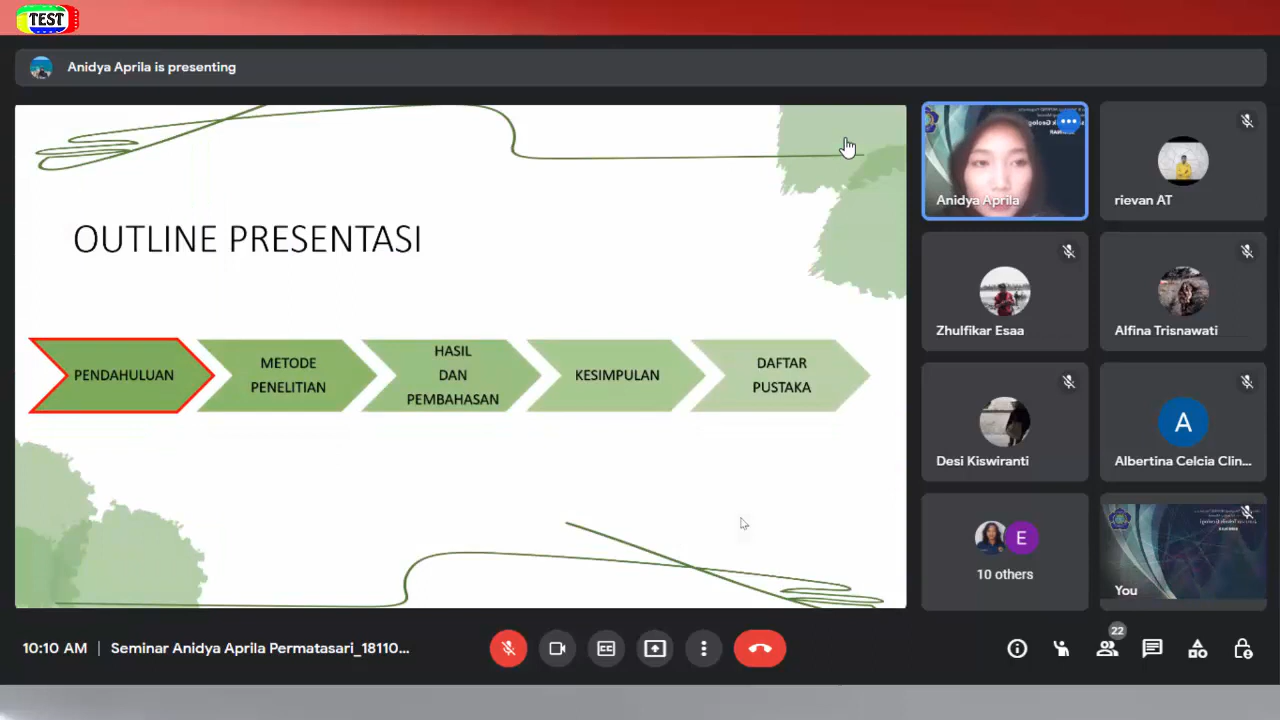 TEST
Anidya Aprila is presenting
OUTLINE PRESENTASI
PENDAHULUAN
METODE
PENELITIAN
HASIL
DAN
PEMBAHASAN
KESIMPULAN
DAFTAR
PUSTAKA
Anidya Aprila
rievan AT
Zhulfikar Esaa
Alfina Trisnawati
Desi Kiswiranti
A
Albertina Celcia Clin...
E
10 others
You
10:10 AM | Seminar Anidya Aprila Permatasari_18110...
CC
22